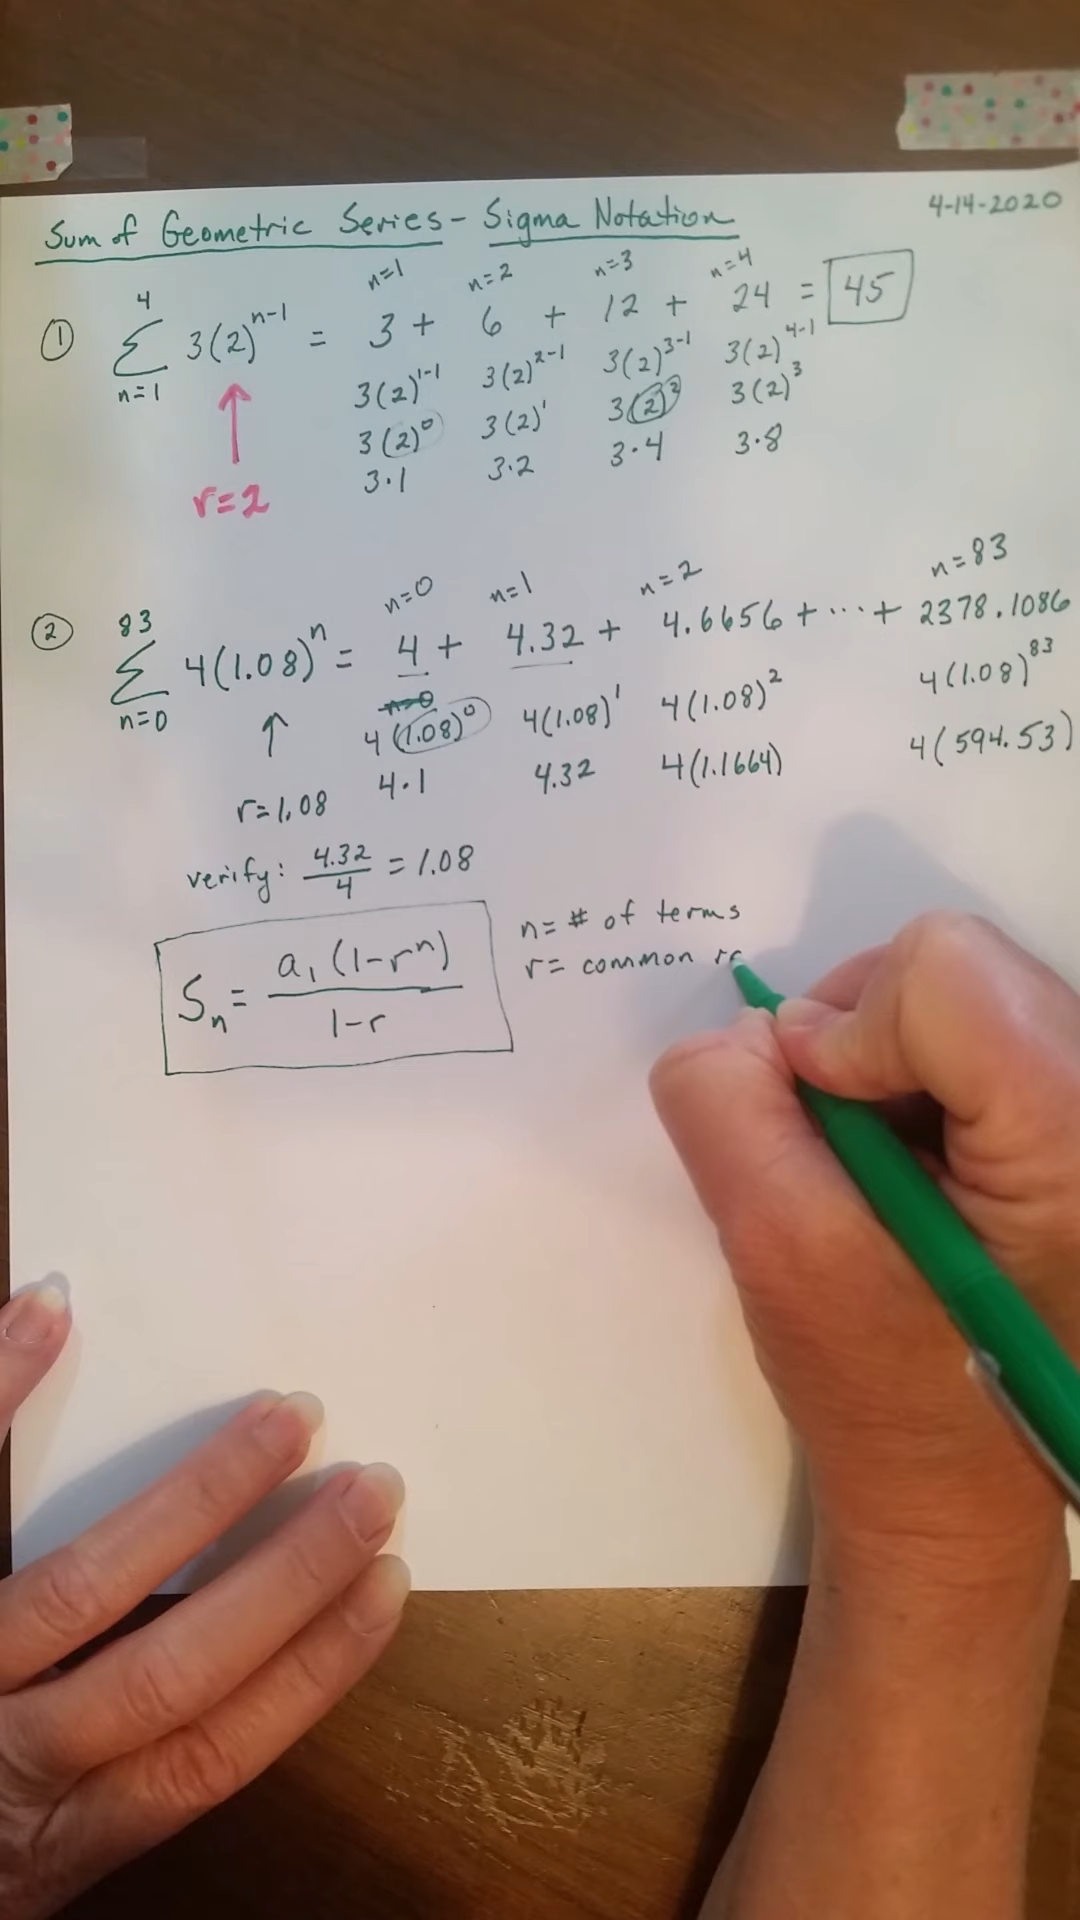 Sum of Geometric Series - Sigma Notation 4-14-2020
n=1 n=2 n=3 n=4
① 4 Σ n=1 3(2)^n-1 = 3 + 6 + 12 + 24 = 45
3(2)^1-1 3(2)^2-1 3(2)^3-1 3(2)^4-1
3(2)^0 3(2)^1 3(2)^2 3(2)^3
3·1 3·2 3·4 3·8
r=2
n=0 n=1 n=2 n=83
② 83 Σ n=0 4(1.08)^n = 4 + 4.32 + 4.6656 + ··· + 2378.1086
4(1.08)^0 4(1.08)^1 4(1.08)^2 4(1.08)^83
4·1 4.32 4(1.1664) 4(594.53)
r=1.08
verify: 4.32/4 = 1.08
Sn = a1(1-r^n)/1-r
n= # of terms
r= common ra